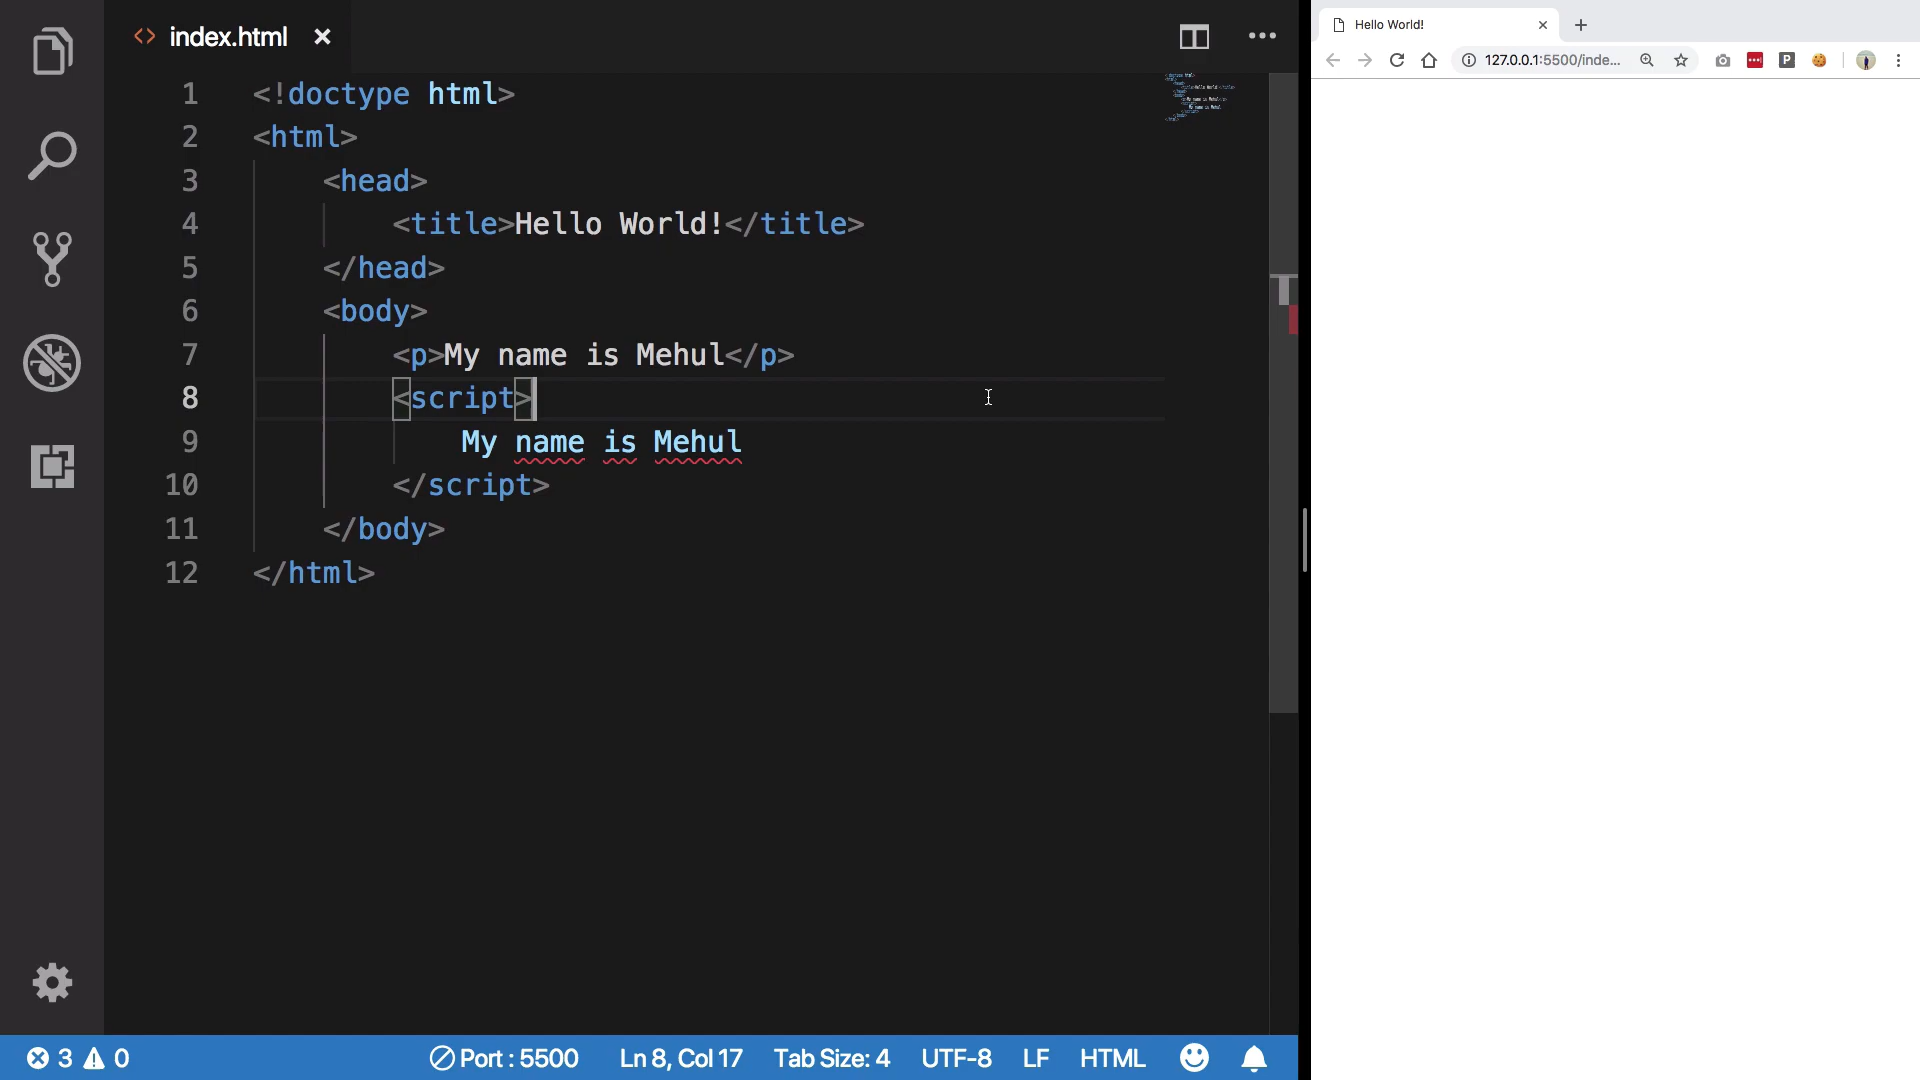 index.html
1 <!doctype html>
2 <html>
3 <head>
4 <title>Hello World!</title>
5 </head>
6 <body>
7 <p>My name is Mehul</p>
8 <script>
9 My name is Mehul
10 </script>
11 </body>
12 </html>
3 0 Port : 5500 Ln 8, Col 17 Tab Size: 4 UTF-8 LF HTML
Hello World!
127.0.0.1:5500/inde...
P